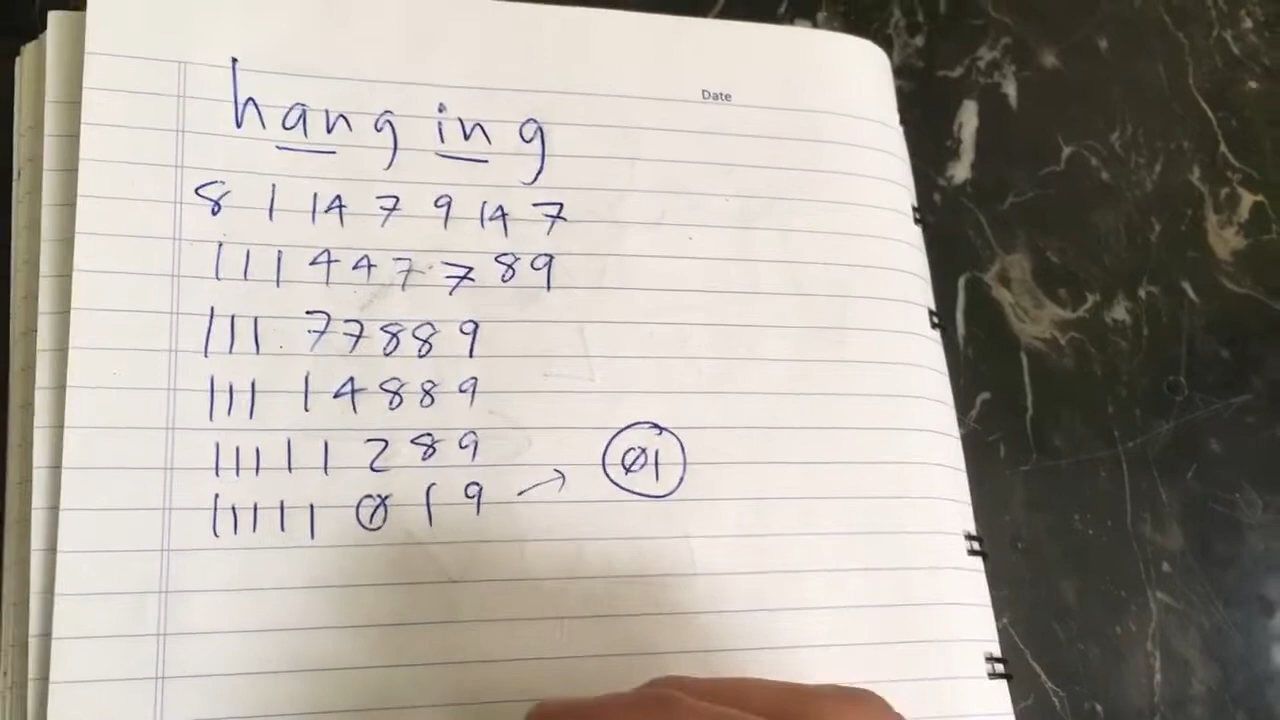 Date
hanging
8 1 14 7 9 14 7
1 1 1 4 4 7 7 8 9
1 1 1 7 7 8 8 9
1 1 1 1 4 8 8 9
1 1 1 1 1 2 8 9
1 1 1 1 1 0 1 9 → 01